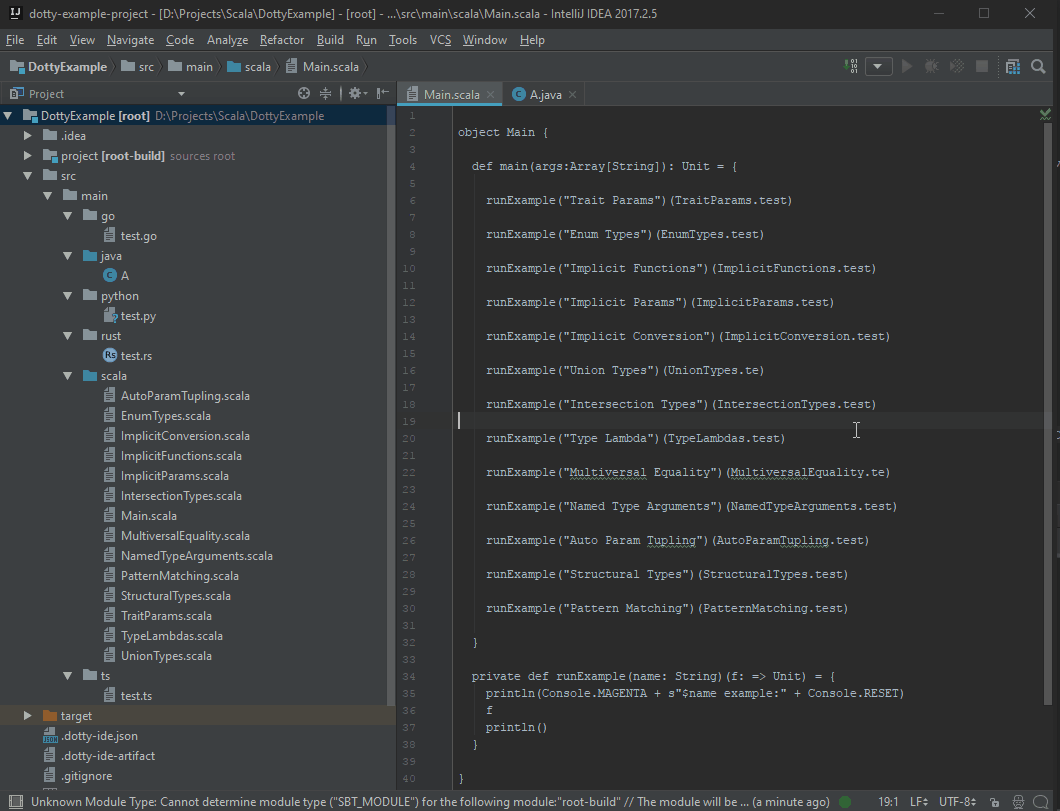 dotty-example-project - [D:\Projects\Scala\DottyExample] - [root] - ...\src\main\scala\Main.scala - IntelliJ IDEA 2017.2.5
File Edit View Navigate Code Analyze Refactor Build Run Tools VCS Window Help
DottyExample src main scala Main.scala
Project
Main.scala A.java
DottyExample [root] D:\Projects\Scala\DottyExample
.idea
project [root-build] sources root
src
main
go
test.go
java
C A
python
test.py
rust
Rs test.rs
scala
AutoParamTupling.scala
EnumTypes.scala
ImplicitConversion.scala
ImplicitFunctions.scala
ImplicitParams.scala
IntersectionTypes.scala
Main.scala
MultiversalEquality.scala
NamedTypeArguments.scala
PatternMatching.scala
StructuralTypes.scala
TraitParams.scala
TypeLambdas.scala
UnionTypes.scala
ts
test.ts
target
.dotty-ide.json
.dotty-ide-artifact
.gitignore
1
2 object Main {
3
4 def main(args:Array[String]): Unit = {
5
6 runExample("Trait Params")(TraitParams.test)
7
8 runExample("Enum Types")(EnumTypes.test)
9
10 runExample("Implicit Functions")(ImplicitFunctions.test)
11
12 runExample("Implicit Params")(ImplicitParams.test)
13
14 runExample("Implicit Conversion")(ImplicitConversion.test)
15
16 runExample("Union Types")(UnionTypes.te)
17
18 runExample("Intersection Types")(IntersectionTypes.test)
19
20 runExample("Type Lambda")(TypeLambdas.test)
21
22 runExample("Multiversal Equality")(MultiversalEquality.te)
23
24 runExample("Named Type Arguments")(NamedTypeArguments.test)
25
26 runExample("Auto Param Tupling")(AutoParamTupling.test)
27
28 runExample("Structural Types")(StructuralTypes.test)
29
30 runExample("Pattern Matching")(PatternMatching.test)
31
32 }
33
34 private def runExample(name: String)(f: => Unit) = {
35 println(Console.MAGENTA + s"$name example:" + Console.RESET)
36 f
37 println()
38 }
39
40 }
Unknown Module Type: Cannot determine module type ("SBT_MODULE") for the following module:"root-build" // The module will be ... (a minute ago) 19:1 LF UTF-8